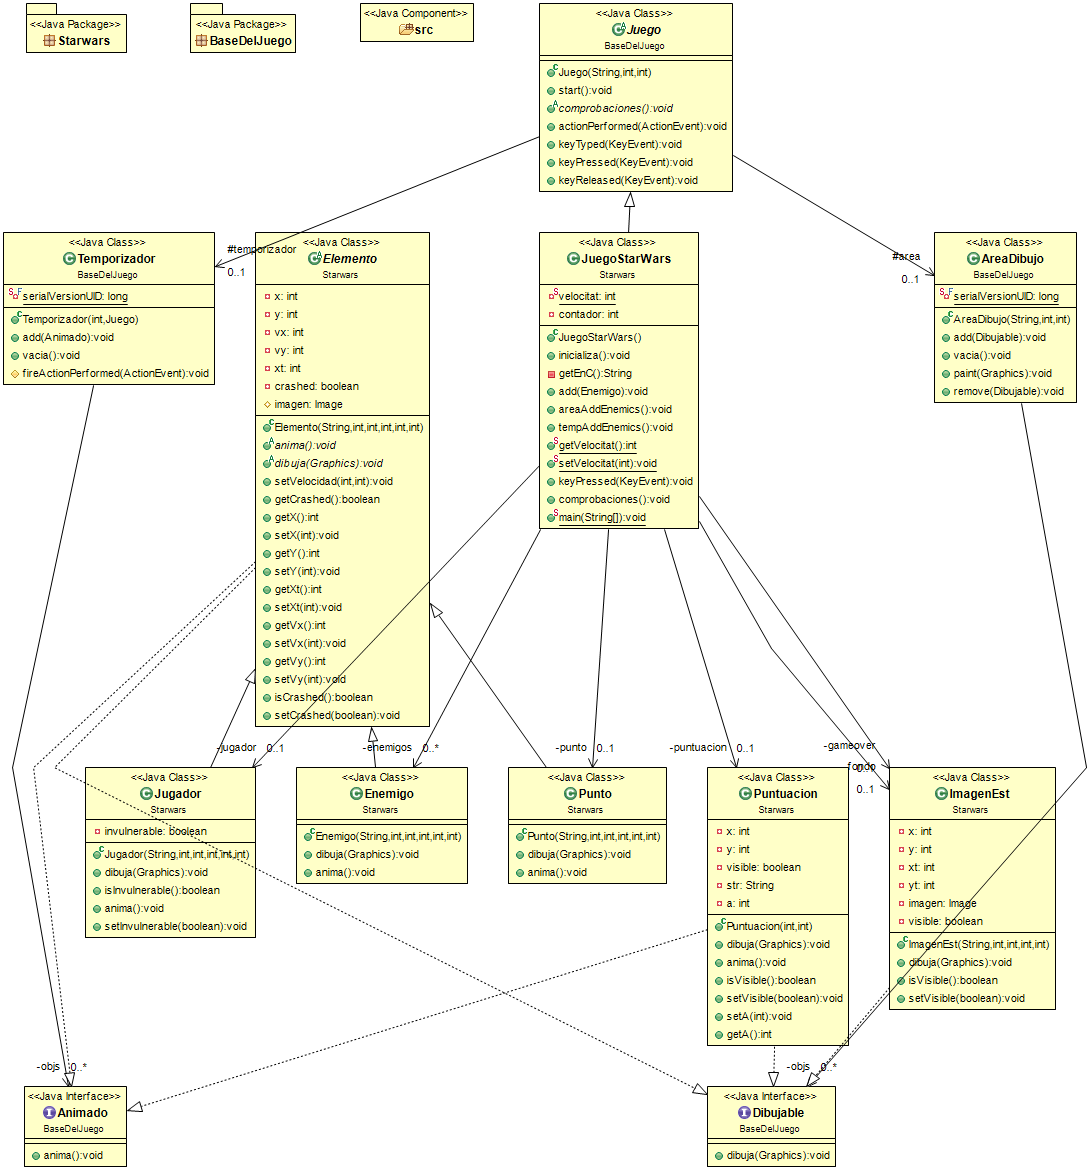 <<Java Package>>
Starwars
<<Java Package>>
BaseDelJuego
<<Java Component>>
src
<<Java Class>>
Juego
BaseDelJuego
Juego(String,int,int)
start():void
comprobaciones():void
actionPerformed(ActionEvent):void
keyTyped(KeyEvent):void
keyPressed(KeyEvent):void
keyReleased(KeyEvent):void
#temporizador
0..1
#area
0..1
<<Java Class>>
Temporizador
BaseDelJuego
serialVersionUID: long
Temporizador(int,Juego)
add(Animado):void
vacia():void
fireActionPerformed(ActionEvent):void
<<Java Class>>
Elemento
Starwars
x: int
y: int
vx: int
vy: int
xt: int
crashed: boolean
imagen: Image
Elemento(String,int,int,int,int,int)
anima():void
dibuja(Graphics):void
setVelocidad(int,int):void
getCrashed():boolean
getX():int
setX(int):void
getY():int
setY(int):void
getXt():int
setXt(int):void
getVx():int
setVx(int):void
getVy():int
setVy(int):void
isCrashed():boolean
setCrashed(boolean):void
<<Java Class>>
JuegoStarWars
Starwars
velocitat: int
contador: int
JuegoStarWars()
inicializa():void
getEnC():String
add(Enemigo):void
areaAddEnemics():void
tempAddEnemics():void
getVelocitat():int
setVelocitat(int):void
keyPressed(KeyEvent):void
comprobaciones():void
main(String[]):void
<<Java Class>>
AreaDibujo
BaseDelJuego
serialVersionUID: long
AreaDibujo(String,int,int)
add(Dibujable):void
vacia():void
paint(Graphics):void
remove(Dibujable):void
-jugador 0..1
-enemigos 0..*
-punto 0..1
-puntuacion 0..1
-gameover
fondo
0..1
<<Java Class>>
Jugador
Starwars
invulnerable: boolean
Jugador(String,int,int,int,int,int)
dibuja(Graphics):void
isInvulnerable():boolean
anima():void
setInvulnerable(boolean):void
<<Java Class>>
Enemigo
Starwars
Enemigo(String,int,int,int,int,int)
dibuja(Graphics):void
anima():void
<<Java Class>>
Punto
Starwars
Punto(String,int,int,int,int,int)
dibuja(Graphics):void
anima():void
<<Java Class>>
Puntuacion
Starwars
x: int
y: int
visible: boolean
str: String
a: int
Puntuacion(int,int)
dibuja(Graphics):void
anima():void
isVisible():boolean
setVisible(boolean):void
setA(int):void
getA():int
<<Java Class>>
ImagenEst
Starwars
x: int
y: int
xt: int
yt: int
imagen: Image
visible: boolean
ImagenEst(String,int,int,int,int)
dibuja(Graphics):void
isVisible():boolean
setVisible(boolean):void
-objs 0..*
-objs 0..*
<<Java Interface>>
Animado
BaseDelJuego
anima():void
<<Java Interface>>
Dibujable
BaseDelJuego
dibuja(Graphics):void